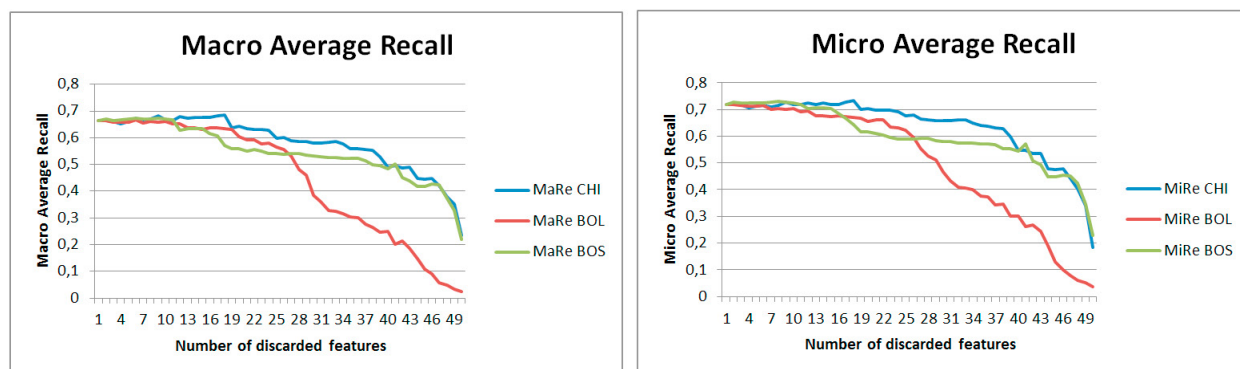 Macro Average Recall
Macro Average Recall
0,8
0,7
0,6
0,5
0,4
0,3
0,2
0,1
0
1 4 7 10 13 16 19 22 25 28 31 34 37 40 43 46 49
Number of discarded features
MaRe CHI
MaRe BOL
MaRe BOS
Micro Average Recall
Micro Average Recall
0,8
0,7
0,6
0,5
0,4
0,3
0,2
0,1
0
1 4 7 10 13 16 19 22 25 28 31 34 37 40 43 46 49
Number of discarded features
MiRe CHI
MiRe BOL
MiRe BOS